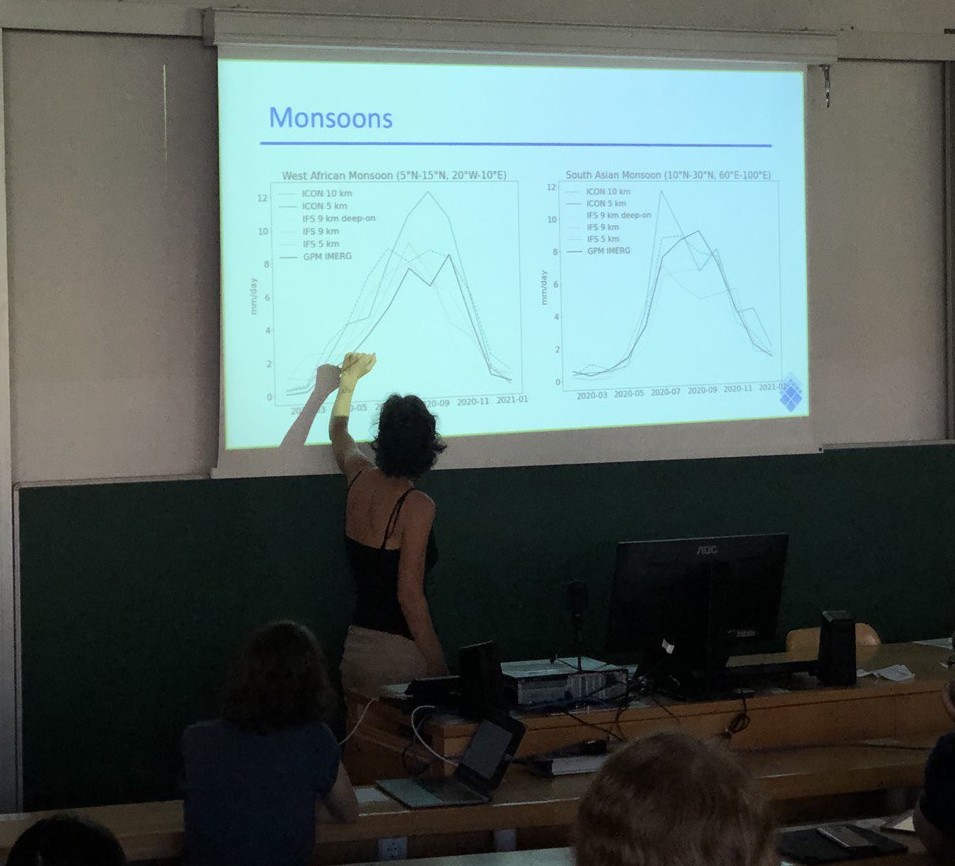 Monsoons
West African Monsoon (5°N-15°N, 20°W-10°E)
ICON 10 km
ICON 5 km
IFS 9 km deep-on
IFS 9 km
IFS 5 km
GPM IMERG
12
10
8
6
4
2
0
mm/day
2020-11
2021-01
South Asian Monsoon (10°N-30°N, 60°E-100°E)
ICON 10 km
ICON 5 km
IFS 9 km deep-on
IFS 9 km
IFS 5 km
GPM IMERG
12
10
8
6
4
2
0
mm/day
2020-03
2020-05
2020-07
2020-09
2020-11
2021-01
AOC